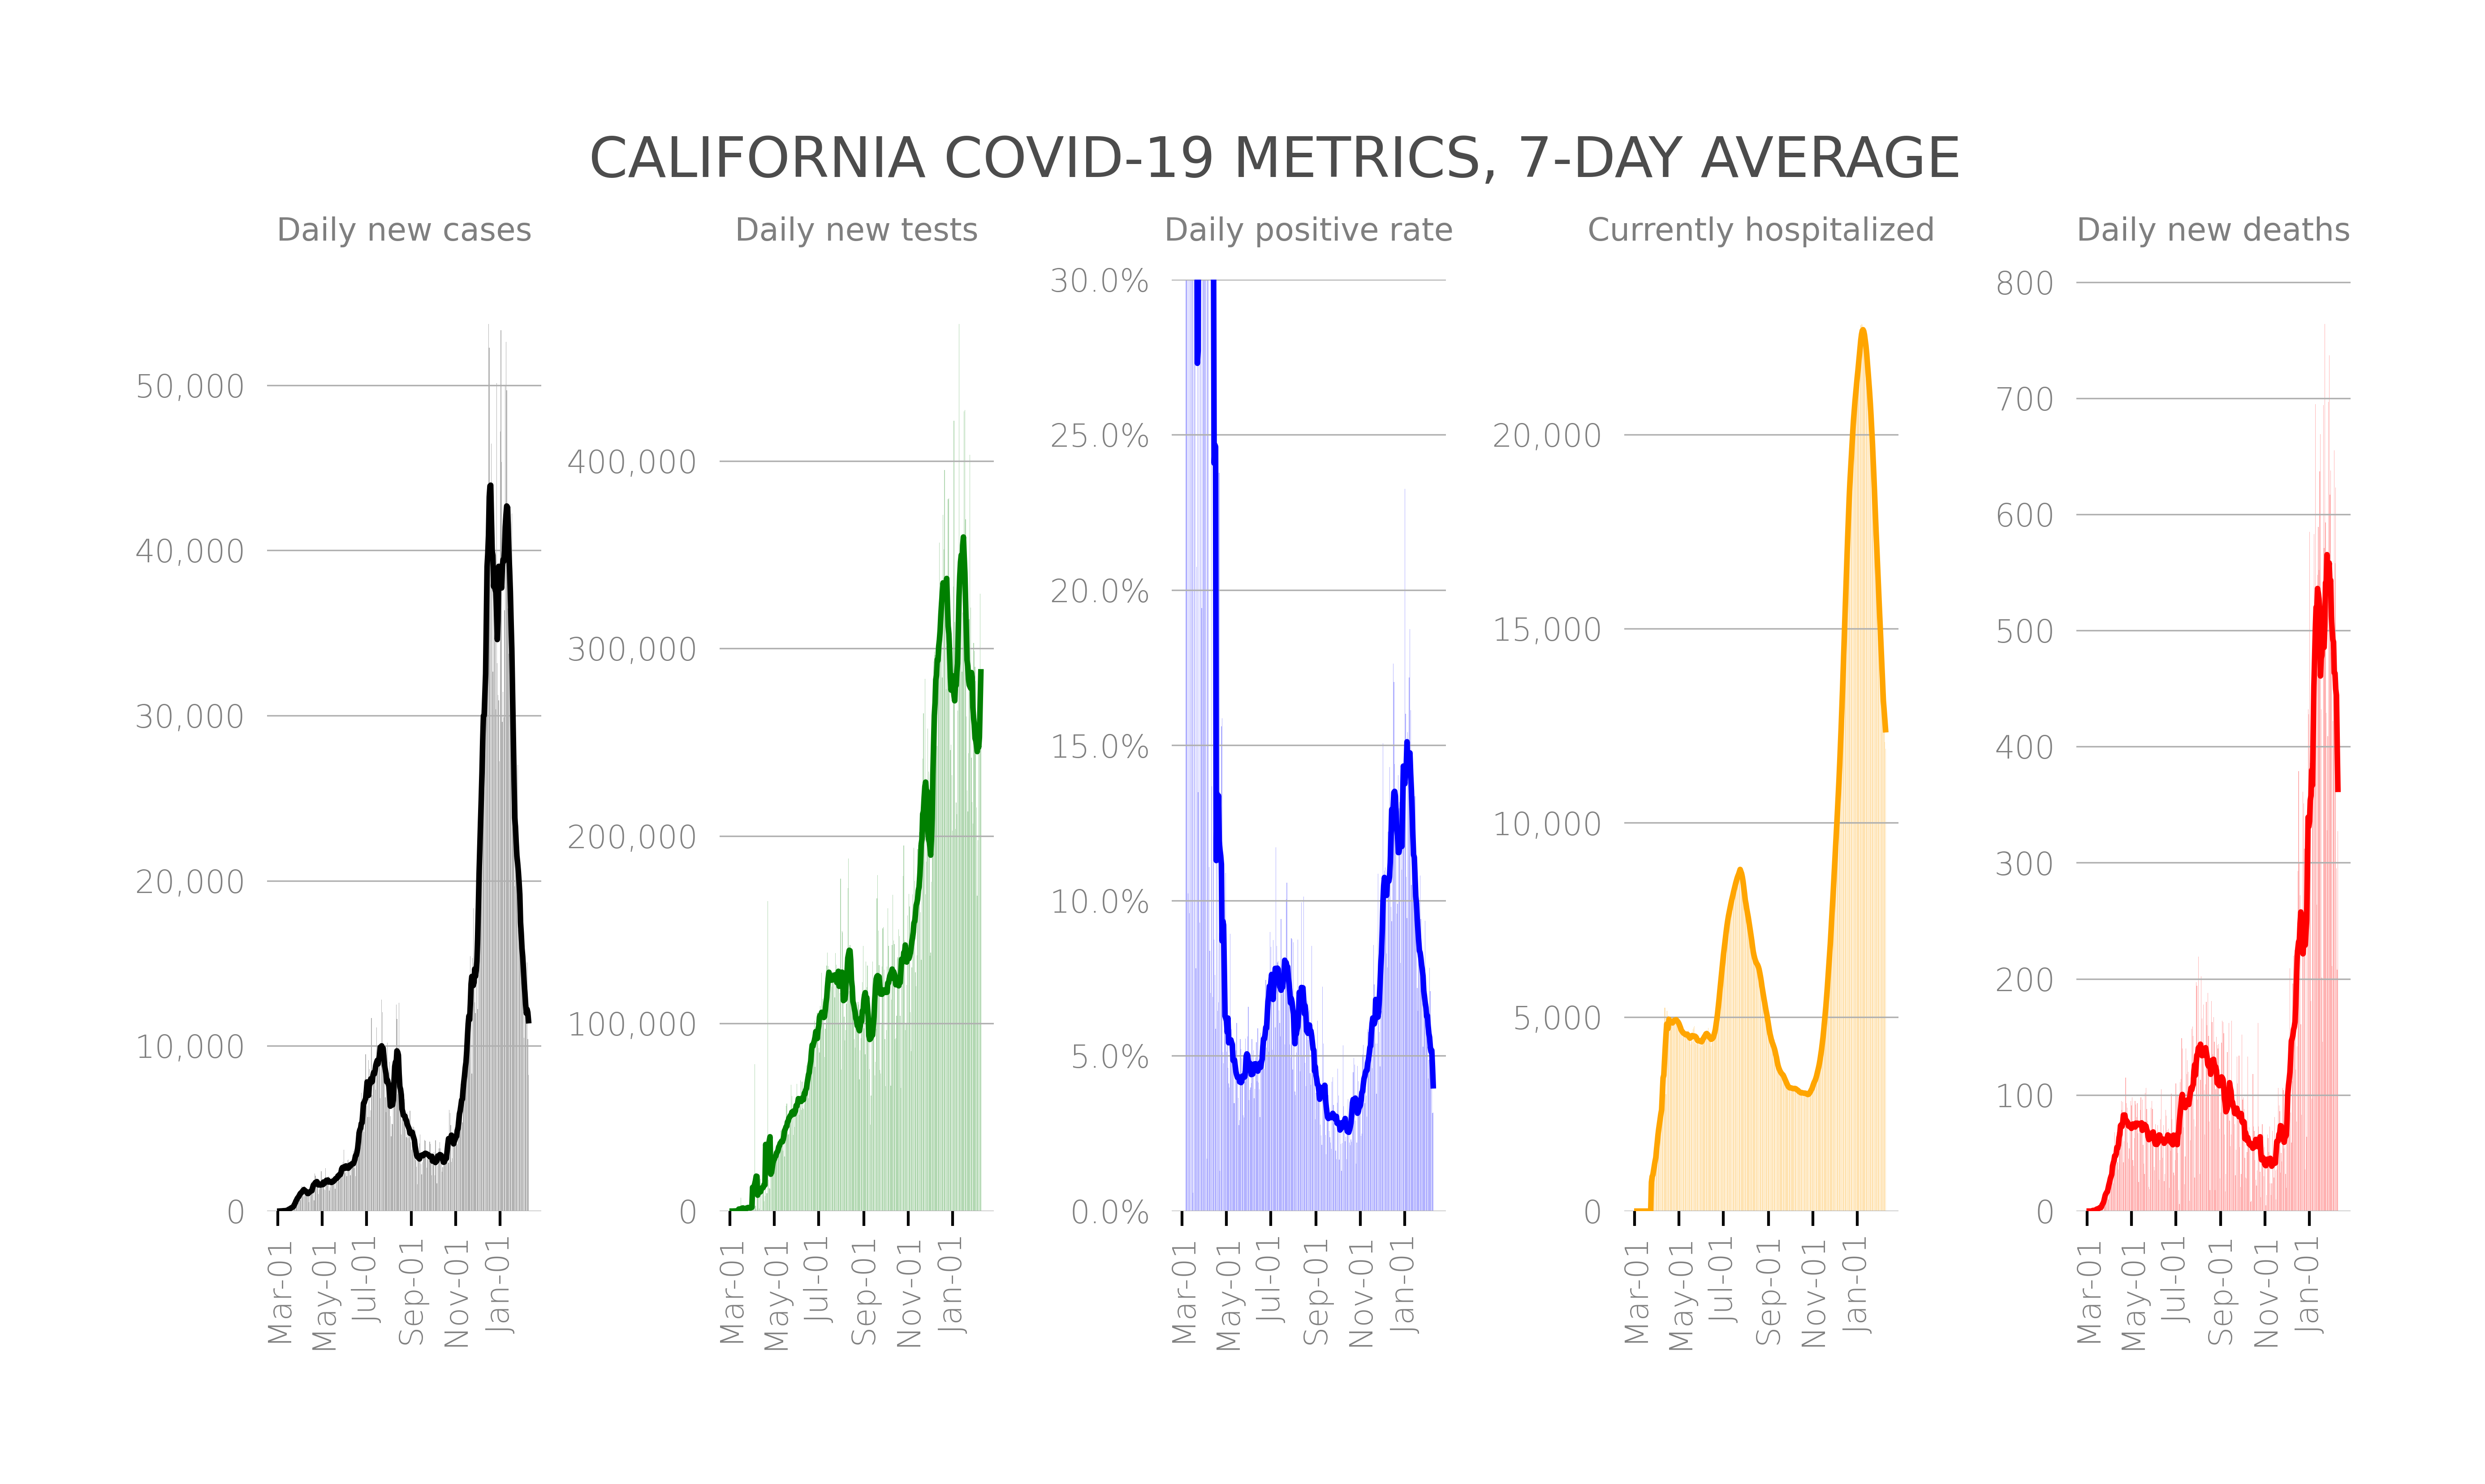 CALIFORNIA COVID-19 METRICS, 7-DAY AVERAGE
Daily new cases
50,000
40,000
30,000
20,000
10,000
0
Mar-01
May-01
Jul-01
Sep-01
Nov-01
Jan-01
Daily new tests
400,000
300,000
200,000
100,000
0
Mar-01
May-01
Jul-01
Sep-01
Nov-01
Jan-01
Daily positive rate
30.0%
25.0%
20.0%
15.0%
10.0%
5.0%
0.0%
Mar-01
May-01
Jul-01
Sep-01
Nov-01
Jan-01
Currently hospitalized
20,000
15,000
10,000
5,000
0
Mar-01
May-01
Jul-01
Sep-01
Nov-01
Jan-01
Daily new deaths
800
700
600
500
400
300
200
100
0
Mar-01
May-01
Jul-01
Sep-01
Nov-01
Jan-01